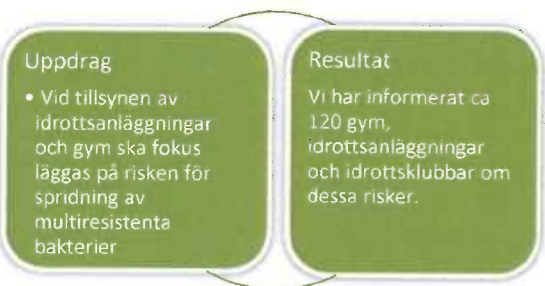 Uppdrag
• Vid tillsynen av
idrottsanläggningar
och gym ska fokus
läggas på risken för
spridning av
multiresistenta
bakterier
Resultat
Vi har informerat ca
120 gym,
idrottsanläggningar
och idrottsklubbar om
dessa risker.